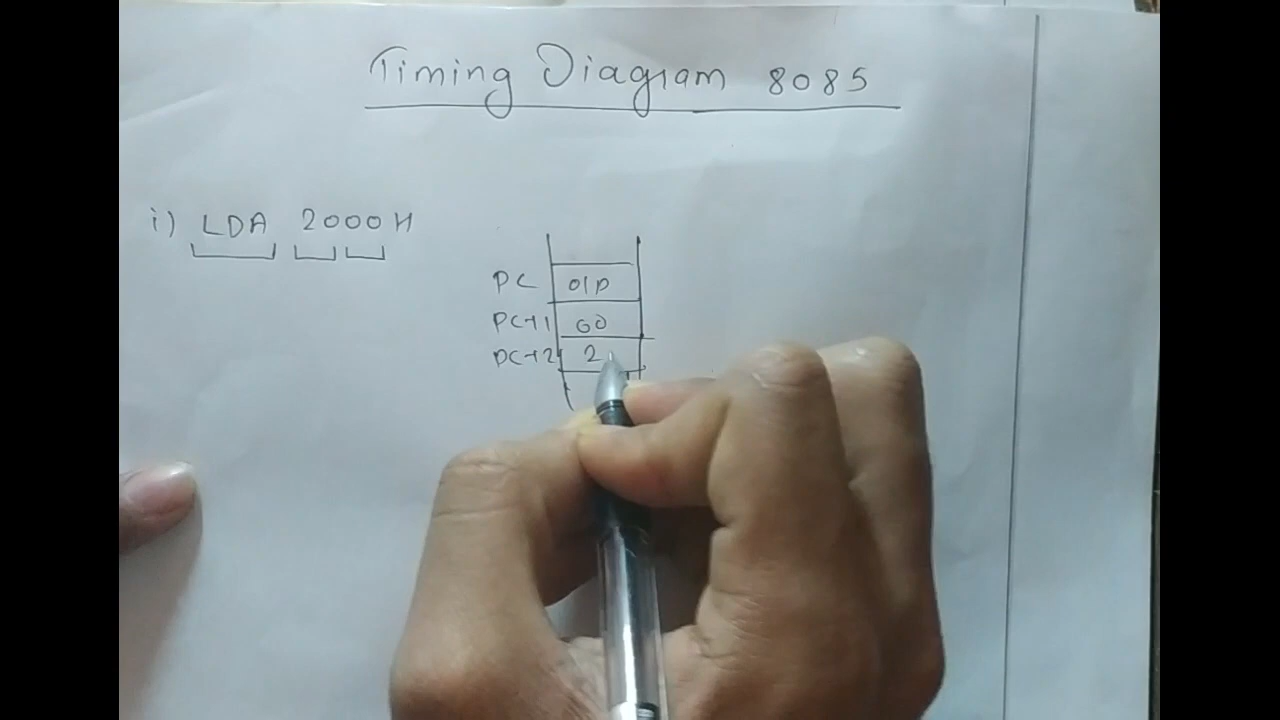 Timing Diagram 8085
i) LDA 2000H
PC O/P
PC+1 00
PC+2 2